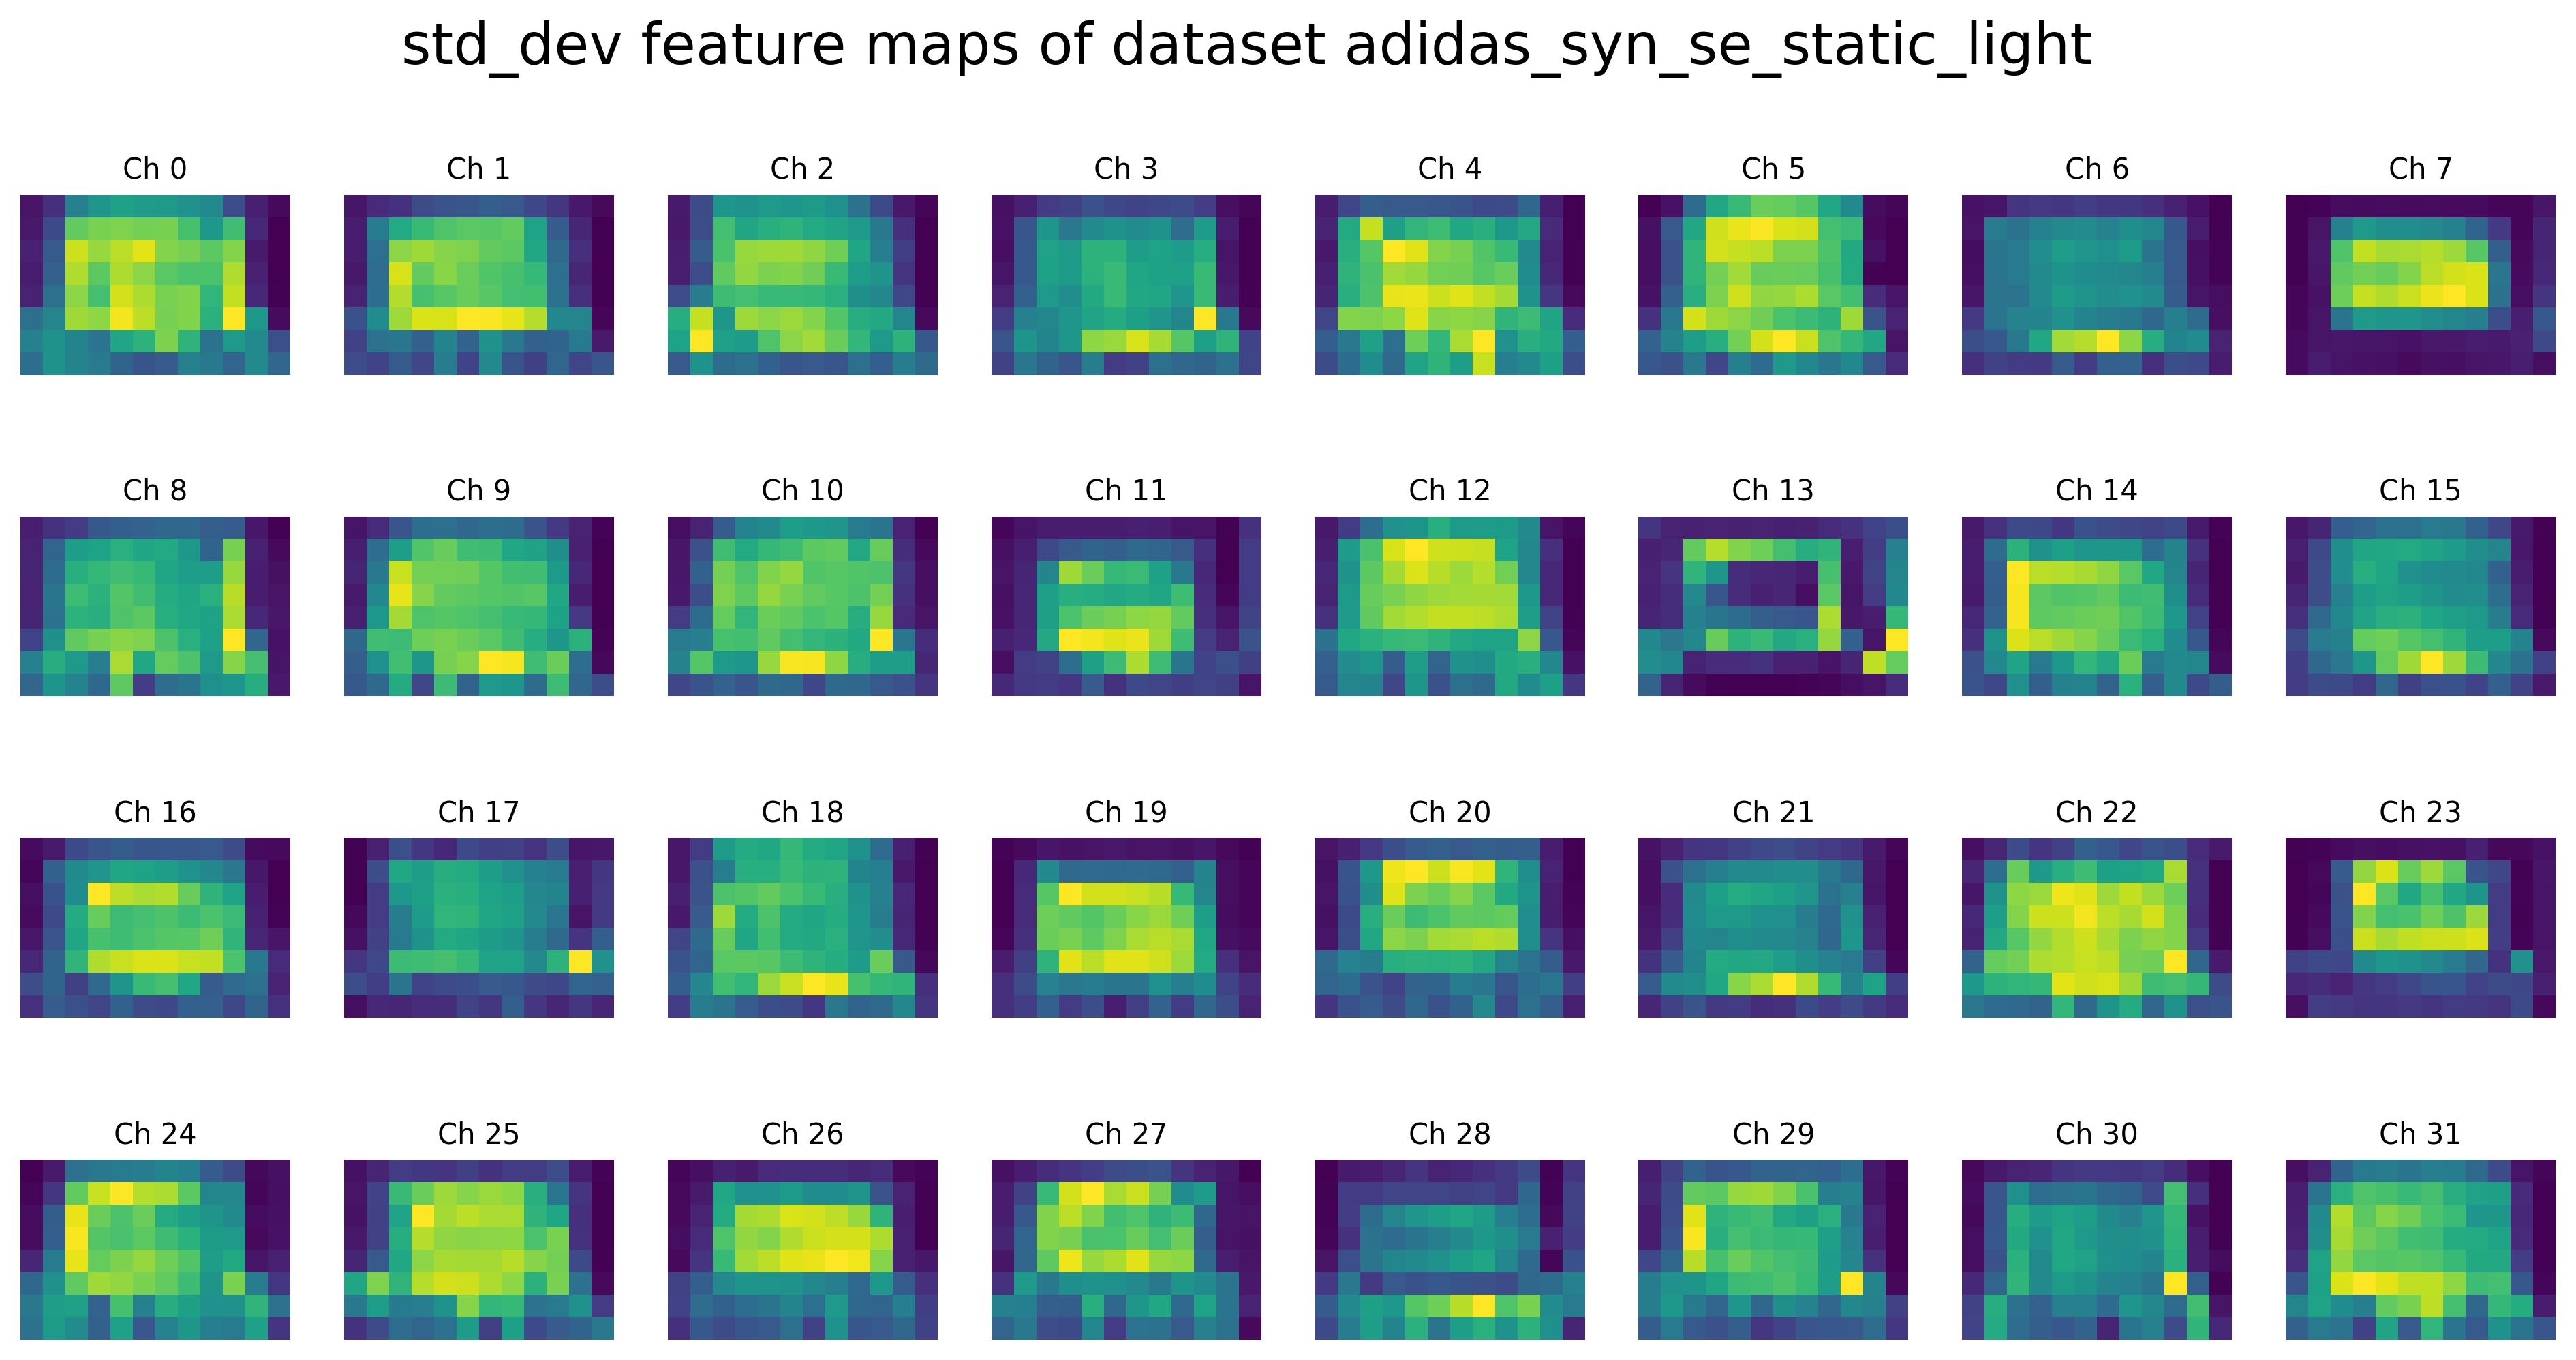 std_dev feature maps of dataset adidas_syn_se_static_light
Ch 0 Ch 1 Ch 2 Ch 3 Ch 4 Ch 5 Ch 6 Ch 7
Ch 8 Ch 9 Ch 10 Ch 11 Ch 12 Ch 13 Ch 14 Ch 15
Ch 16 Ch 17 Ch 18 Ch 19 Ch 20 Ch 21 Ch 22 Ch 23
Ch 24 Ch 25 Ch 26 Ch 27 Ch 28 Ch 29 Ch 30 Ch 31